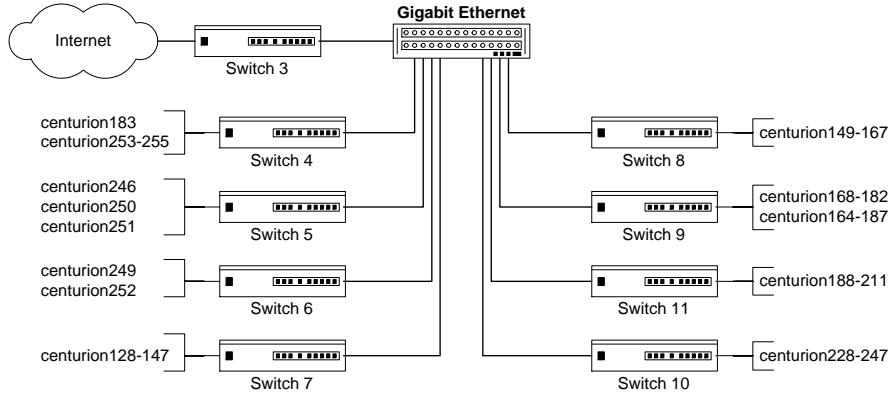 Gigabit Ethernet
Internet
Switch 3
centurion183
centurion253-255
Switch 4
centurion246
centurion250
centurion251
Switch 5
centurion249
centurion252
Switch 6
centurion128-147
Switch 7
centurion149-167
Switch 8
centurion168-182
centurion164-187
Switch 9
centurion188-211
Switch 11
centurion228-247
Switch 10